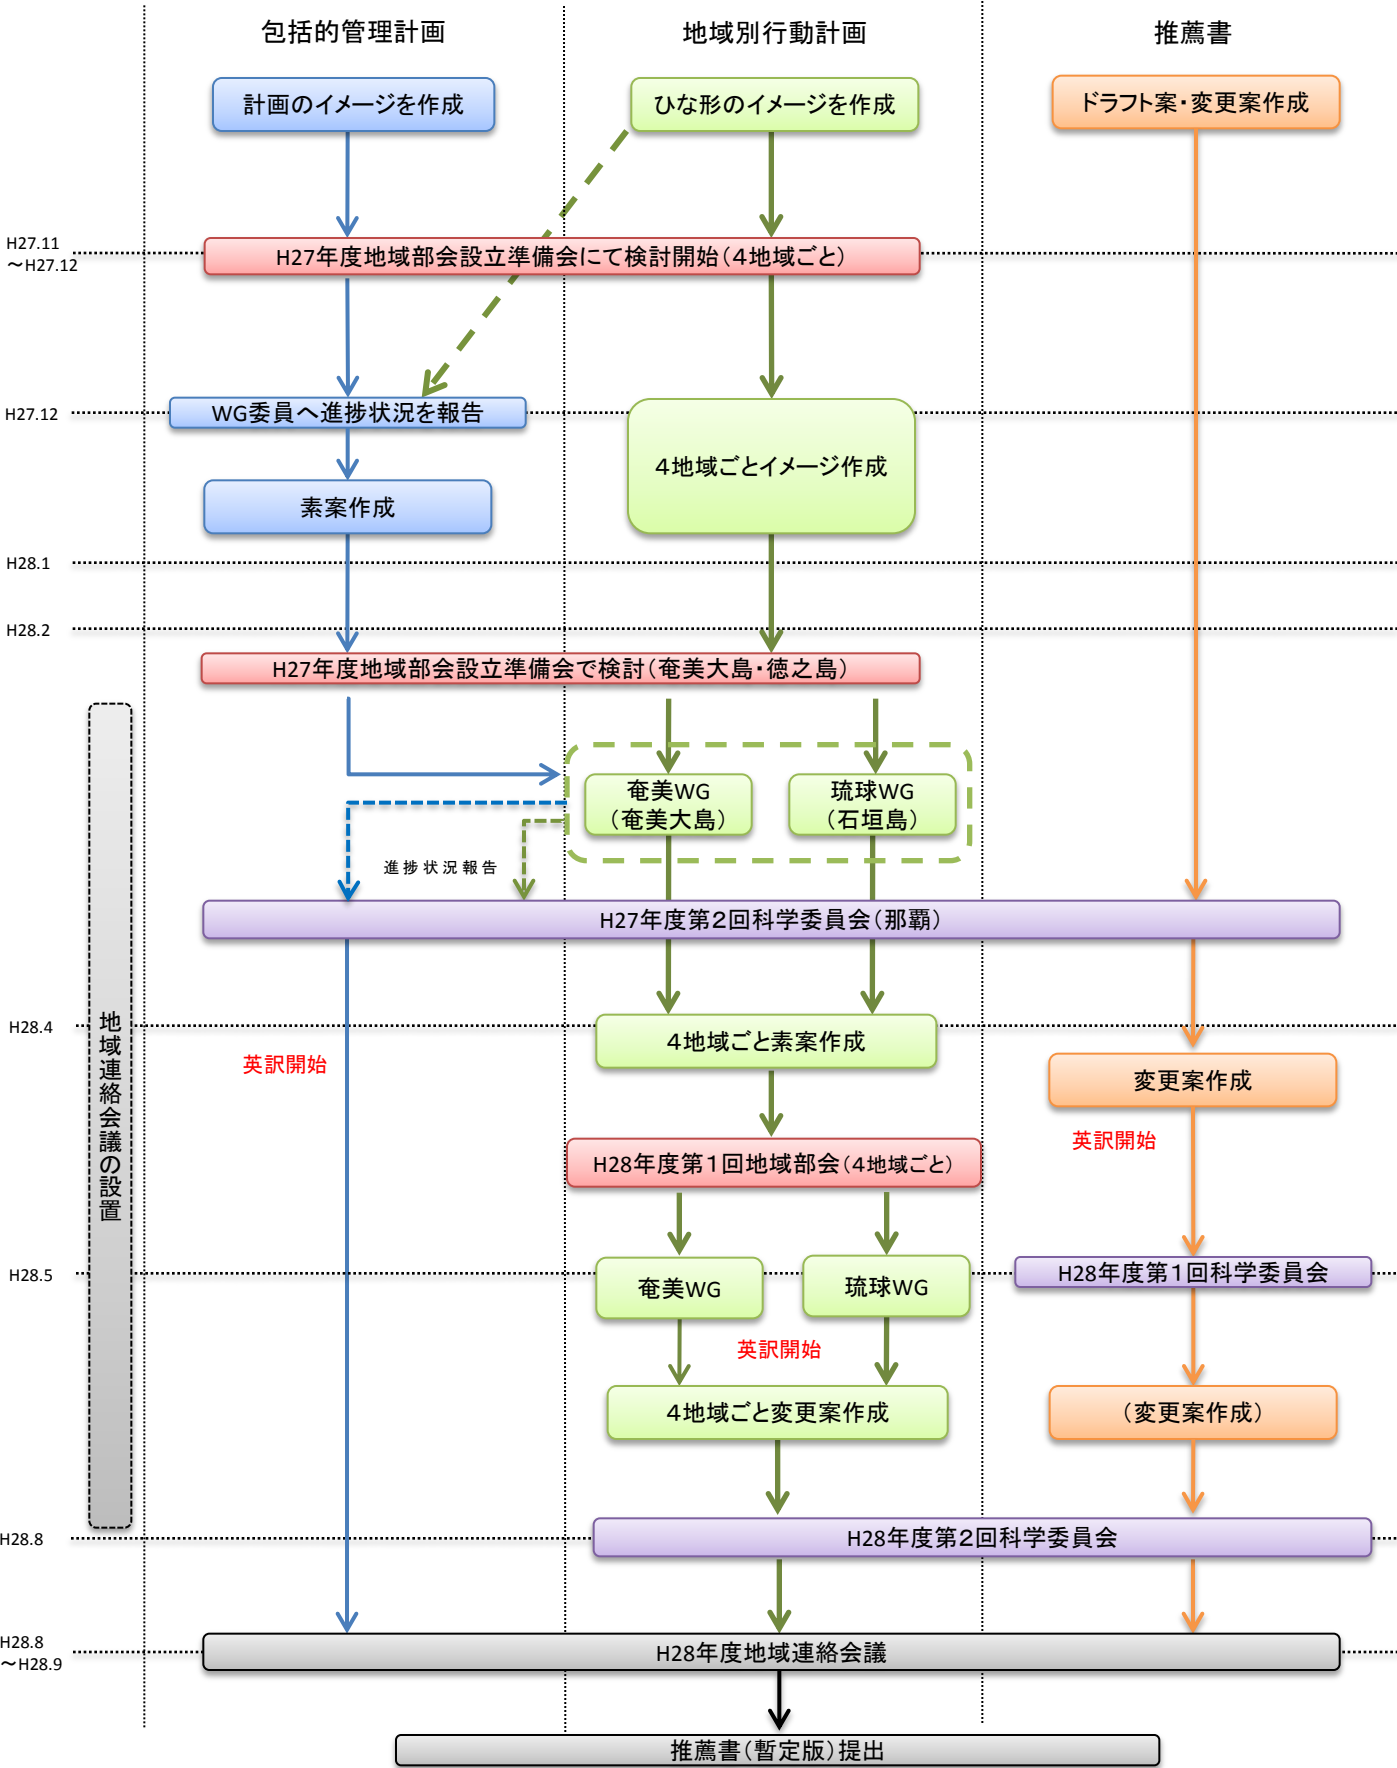 包括的管理計画
地域別行動計画
推薦書
計画のイメージを作成
ひな形のイメージを作成
ドラフト案・変更案作成
H27.11
～H27.12
H27年度地域部会設立準備会にて検討開始（４地域ごと）
H27.12
WG委員へ進捗状況を報告
４地域ごとイメージ作成
素案作成
H28.1
H28.2
H27年度地域部会設立準備会で検討（奄美大島・徳之島）
奄美WG
（奄美大島）
琉球WG
（石垣島）
進捗状況報告
H27年度第２回科学委員会（那覇）
地域連絡会議の設置
H28.4
４地域ごと素案作成
英訳開始
変更案作成
英訳開始
H28年度第１回地域部会（４地域ごと）
H28.5
奄美WG
琉球WG
H28年度第１回科学委員会
英訳開始
４地域ごと変更案作成
（変更案作成）
H28.8
H28年度第２回科学委員会
H28.8
～H28.9
H28年度地域連絡会議
推薦書（暫定版）提出